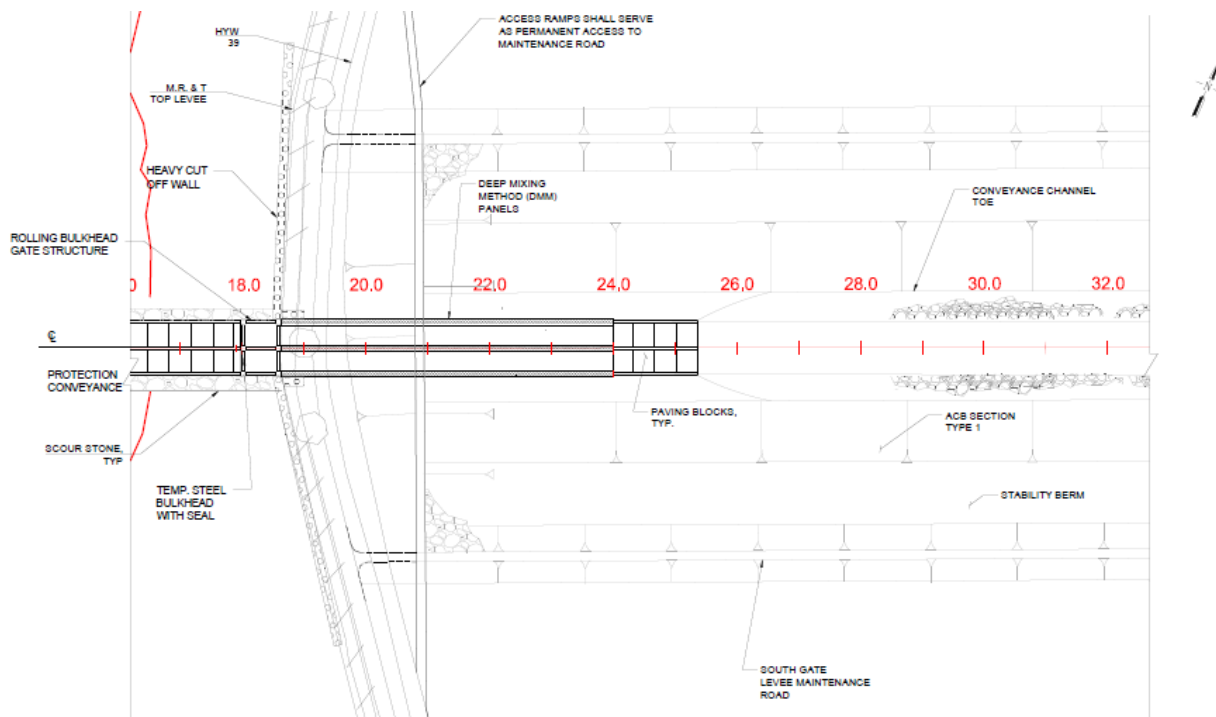 ACCESS RAMPS SHALL SERVE
AS PERMANENT ACCESS TO
MAINTENANCE ROAD
HYW
39
M.R. & T
TOP LEVEE
N
HEAVY CUT
OFF WALL
DEEP MIXING
METHOD (DMM)
PANELS
CONVEYANCE CHANNEL
TOE
ROLLING BULKHEAD
GATE STRUCTURE
0 18.0 20.0 22.0 24.0 26.0 28.0 30.0 32.0
℄
PROTECTION
CONVEYANCE
PAVING BLOCKS,
TYP.
ACB SECTION
TYPE 1
SCOUR STONE,
TYP
TEMP. STEEL
BULKHEAD
WITH SEAL
STABILITY BERM
SOUTH GATE
LEVEE MAINTENANCE
ROAD